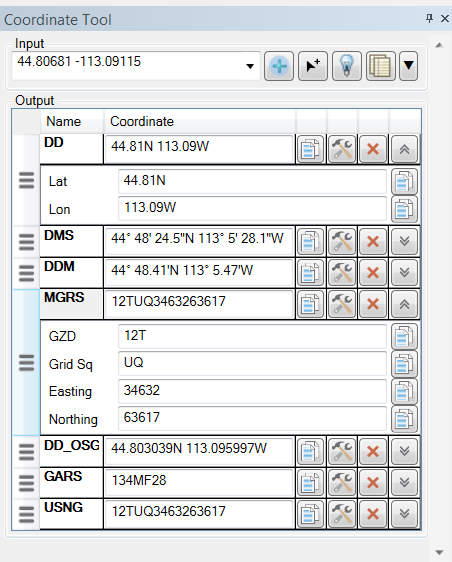 Coordinate Tool
Input
44.80681 -113.09115
Output
Name Coordinate
DD 44.81N 113.09W
Lat 44.81N
Lon 113.09W
DMS 44° 48' 24.5"N 113° 5' 28.1"W
DDM 44° 48.41'N 113° 5.47'W
MGRS 12TUQ3463263617
GZD 12T
Grid Sq UQ
Easting 34632
Northing 63617
DD_OSG 44.803039N 113.095997W
GARS 134MF28
USNG 12TUQ3463263617